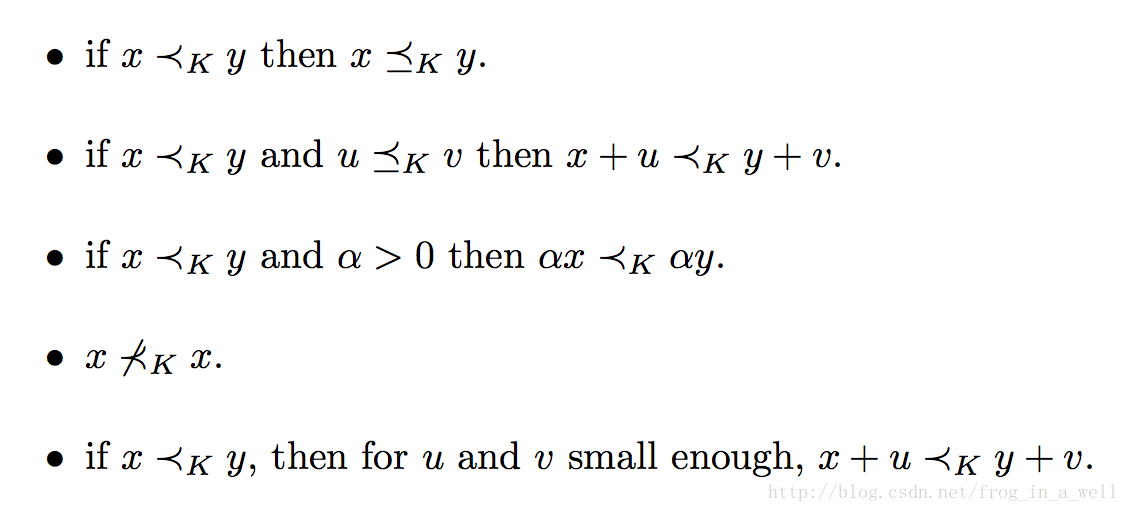 • if x ≺_K y then x ⪯_K y.
• if x ≺_K y and u ⪯_K v then x + u ≺_K y + v.
• if x ≺_K y and α > 0 then αx ≺_K αy.
• x ⊀_K x.
• if x ≺_K y, then for u and v small enough, x + u ≺_K y + v.
http://blog.csdn.net/frog_in_a_well